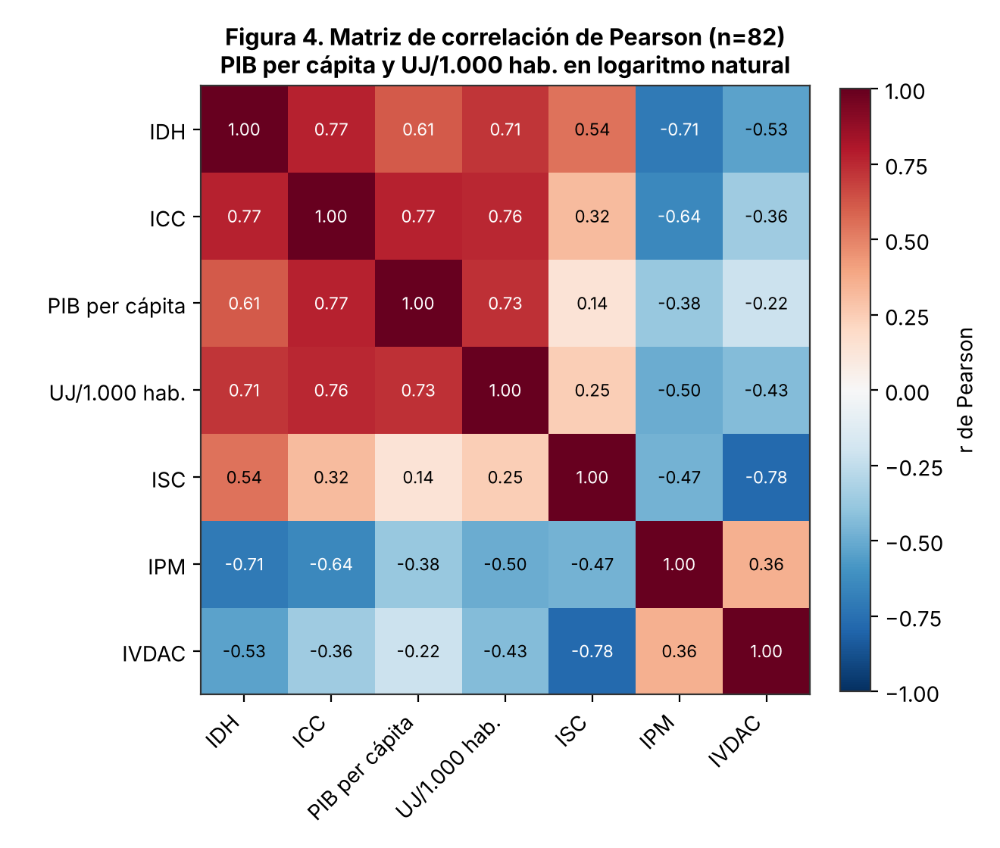 Figura 4. Matriz de correlación de Pearson (n=82)
PIB per cápita y UJ/1.000 hab. en logaritmo natural
IDH 1.00 0.77 0.61 0.71 0.54 -0.71 -0.53
ICC 0.77 1.00 0.77 0.76 0.32 -0.64 -0.36
PIB per cápita 0.61 0.77 1.00 0.73 0.14 -0.38 -0.22
UJ/1.000 hab. 0.71 0.76 0.73 1.00 0.25 -0.50 -0.43
ISC 0.54 0.32 0.14 0.25 1.00 -0.47 -0.78
IPM -0.71 -0.64 -0.38 -0.50 -0.47 1.00 0.36
IVDAC -0.53 -0.36 -0.22 -0.43 -0.78 0.36 1.00
IDH ICC PIB per cápita UJ/1.000 hab. ISC IPM IVDAC
1.00
0.75
0.50
0.25
0.00
−0.25
−0.50
−0.75
−1.00
r de Pearson